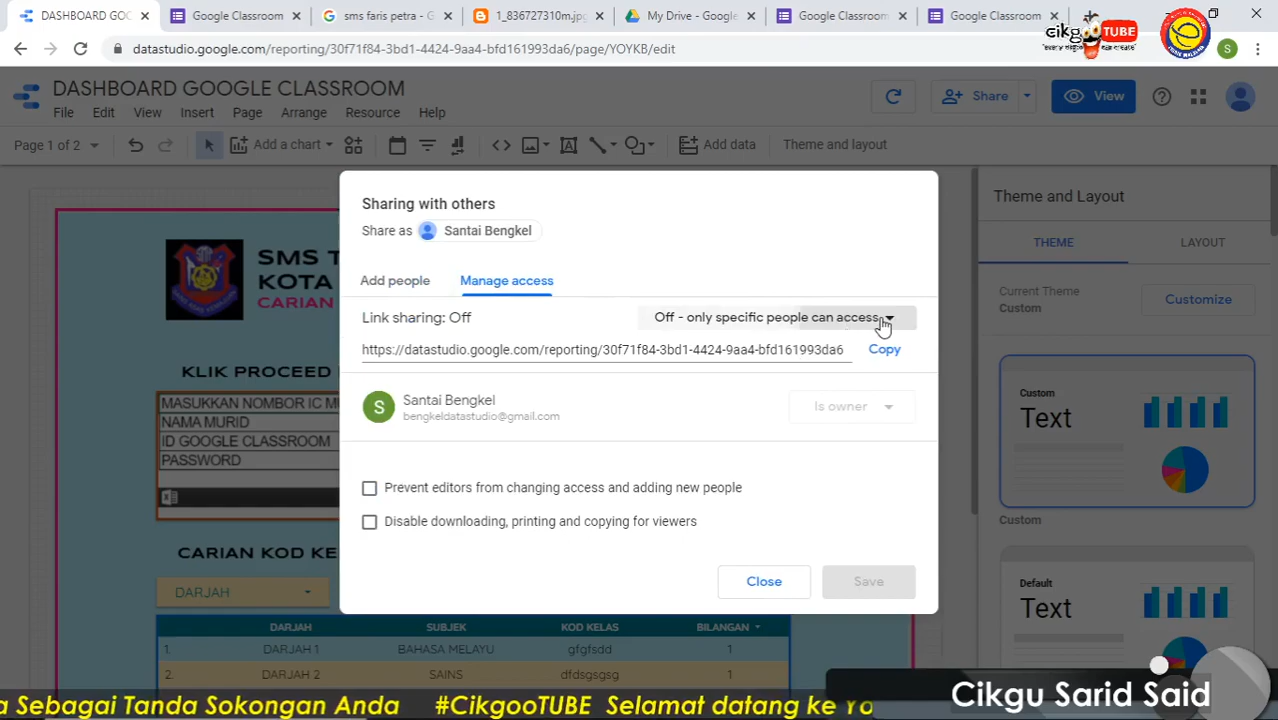 DASHBOARD GOOGLE C
Google Classroom
sms faris petra - G
1_836727310m.jpg
My Drive - Google
Google Classroom
Google Classroom
datastudio.google.com/reporting/30f71f84-3bd1-4424-9aa4-bfd161993da6/page/YOYKB/edit
cikgoo TUBE
S
DASHBOARD GOOGLE CLASSROOM
File Edit View Insert Page Arrange Resource Help
Share
View
Page 1 of 2
Add a chart
Add data
Theme and layout
SMS T
KOTA
CARIAN
KLIK PROCEED
MASUKKAN NOMBOR IC M
NAMA MURID
ID GOOGLE CLASSROOM
PASSWORD
CARIAN KOD KE
DARJAH
DARJAH SUBJEK KOD KELAS BILANGAN
1. DARJAH 1 BAHASA MELAYU gfgfsdd 1
2. DARJAH 2 SAINS dfdsgsgsg 1
Sharing with others
Share as Santai Bengkel
Add people Manage access
Link sharing: Off
Off - only specific people can access
https://datastudio.google.com/reporting/30f71f84-3bd1-4424-9aa4-bfd161993da6
Copy
S
Santai Bengkel
bengkeldatastudio@gmail.com
Is owner
Prevent editors from changing access and adding new people
Disable downloading, printing and copying for viewers
Close
Save
Theme and Layout
THEME LAYOUT
Current Theme
Custom
Customize
Custom
Text
Custom
Default
Text
Cikgu Sarid Said
a Sebagai Tanda Sokongan Anda #CikgooTUBE Selamat datang ke Yo